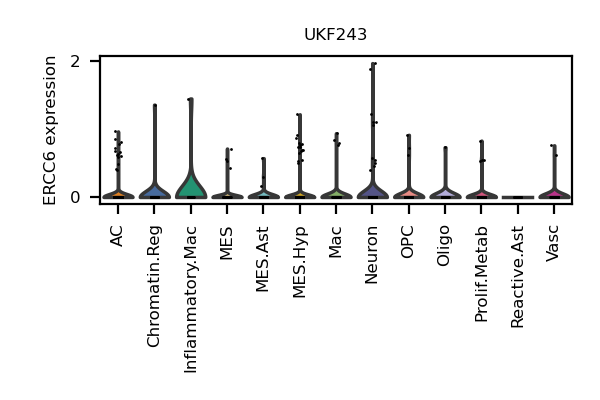 UKF243
ERCC6 expression
2
0
AC
Chromatin.Reg
Inflammatory.Mac
MES
MES.Ast
MES.Hyp
Mac
Neuron
OPC
Oligo
Prolif.Metab
Reactive.Ast
Vasc